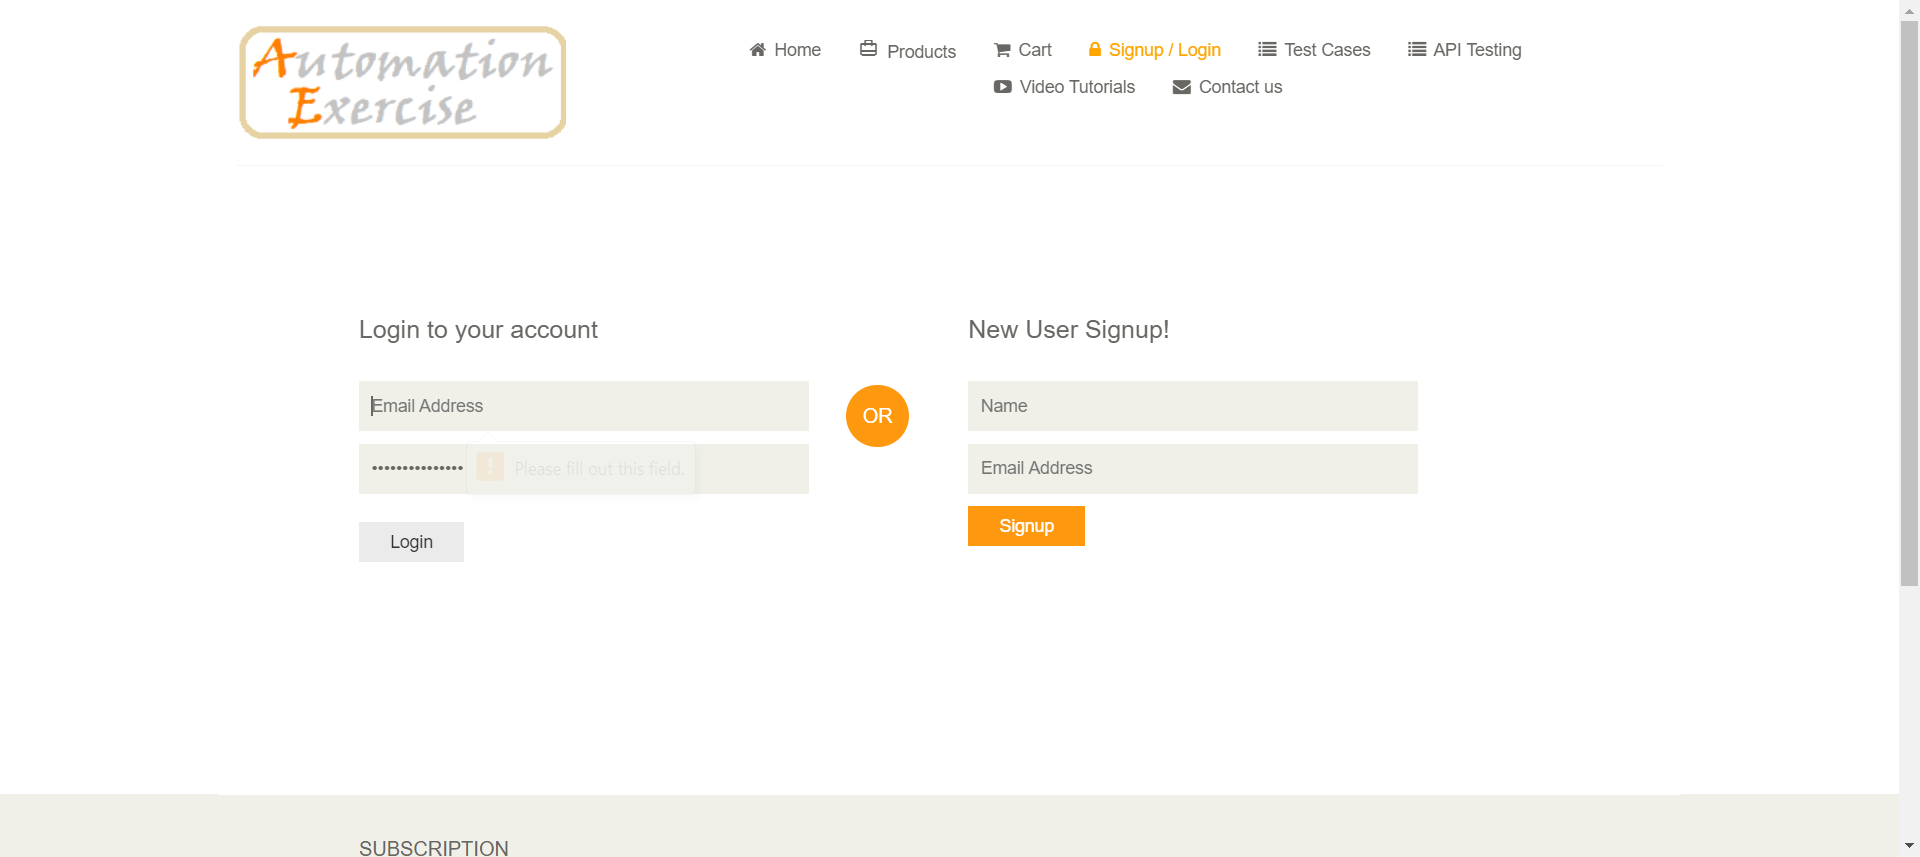 Automation
Exercise
Home
Products
Cart
Signup / Login
Test Cases
API Testing
Video Tutorials
Contact us
Login to your account
New User Signup!
Email Address
OR
Name
•••••••••••••••
Please fill out this field.
Email Address
Login
Signup
SUBSCRIPTION